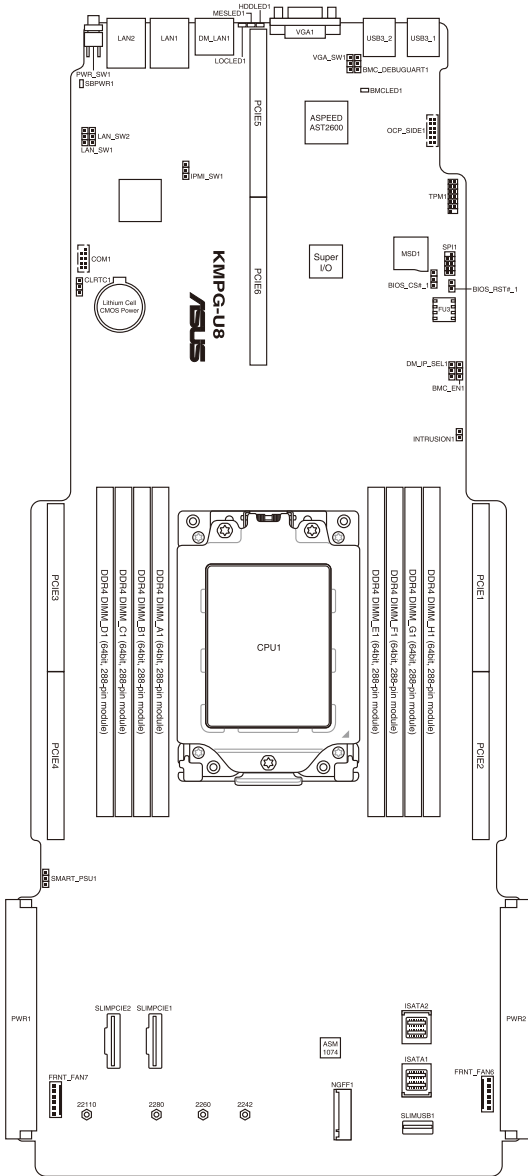 HDDLED1
MESLED1
LAN2
LAN1
DM_LAN1
VGA1
USB3_2
USB3_1
LOCLED1
PWR_SW1
SBPWR1
VGA_SW1
BMC_DEBUGUART1
BMCLED1
PCIE5
ASPEED
AST2600
OCP_SIDE1
LAN_SW2
LAN_SW1
IPMI_SW1
TPM1
COM1
CLRTC1
Lithium Cell
CMOS Power
KMPG-U8
ASUS
PCIE6
Super
I/O
MSD1
SPI1
BIOS_CS#_1
BIOS_RST#_1
FU3
DM_IP_SEL1
BMC_EN1
INTRUSION1
PCIE3
PCIE4
DDR4 DIMM_D1 (64bit, 288-pin module)
DDR4 DIMM_C1 (64bit, 288-pin module)
DDR4 DIMM_B1 (64bit, 288-pin module)
DDR4 DIMM_A1 (64bit, 288-pin module)
CPU1
DDR4 DIMM_E1 (64bit, 288-pin module)
DDR4 DIMM_F1 (64bit, 288-pin module)
DDR4 DIMM_G1 (64bit, 288-pin module)
DDR4 DIMM_H1 (64bit, 288-pin module)
PCIE1
PCIE2
SMART_PSU1
PWR1
SLIMPCIE2
SLIMPCIE1
ISATA2
PWR2
ASM
1074
ISATA1
FRNT_FAN7
NGFF1
FRNT_FAN6
22110
2280
2260
2242
SLIMUSB1